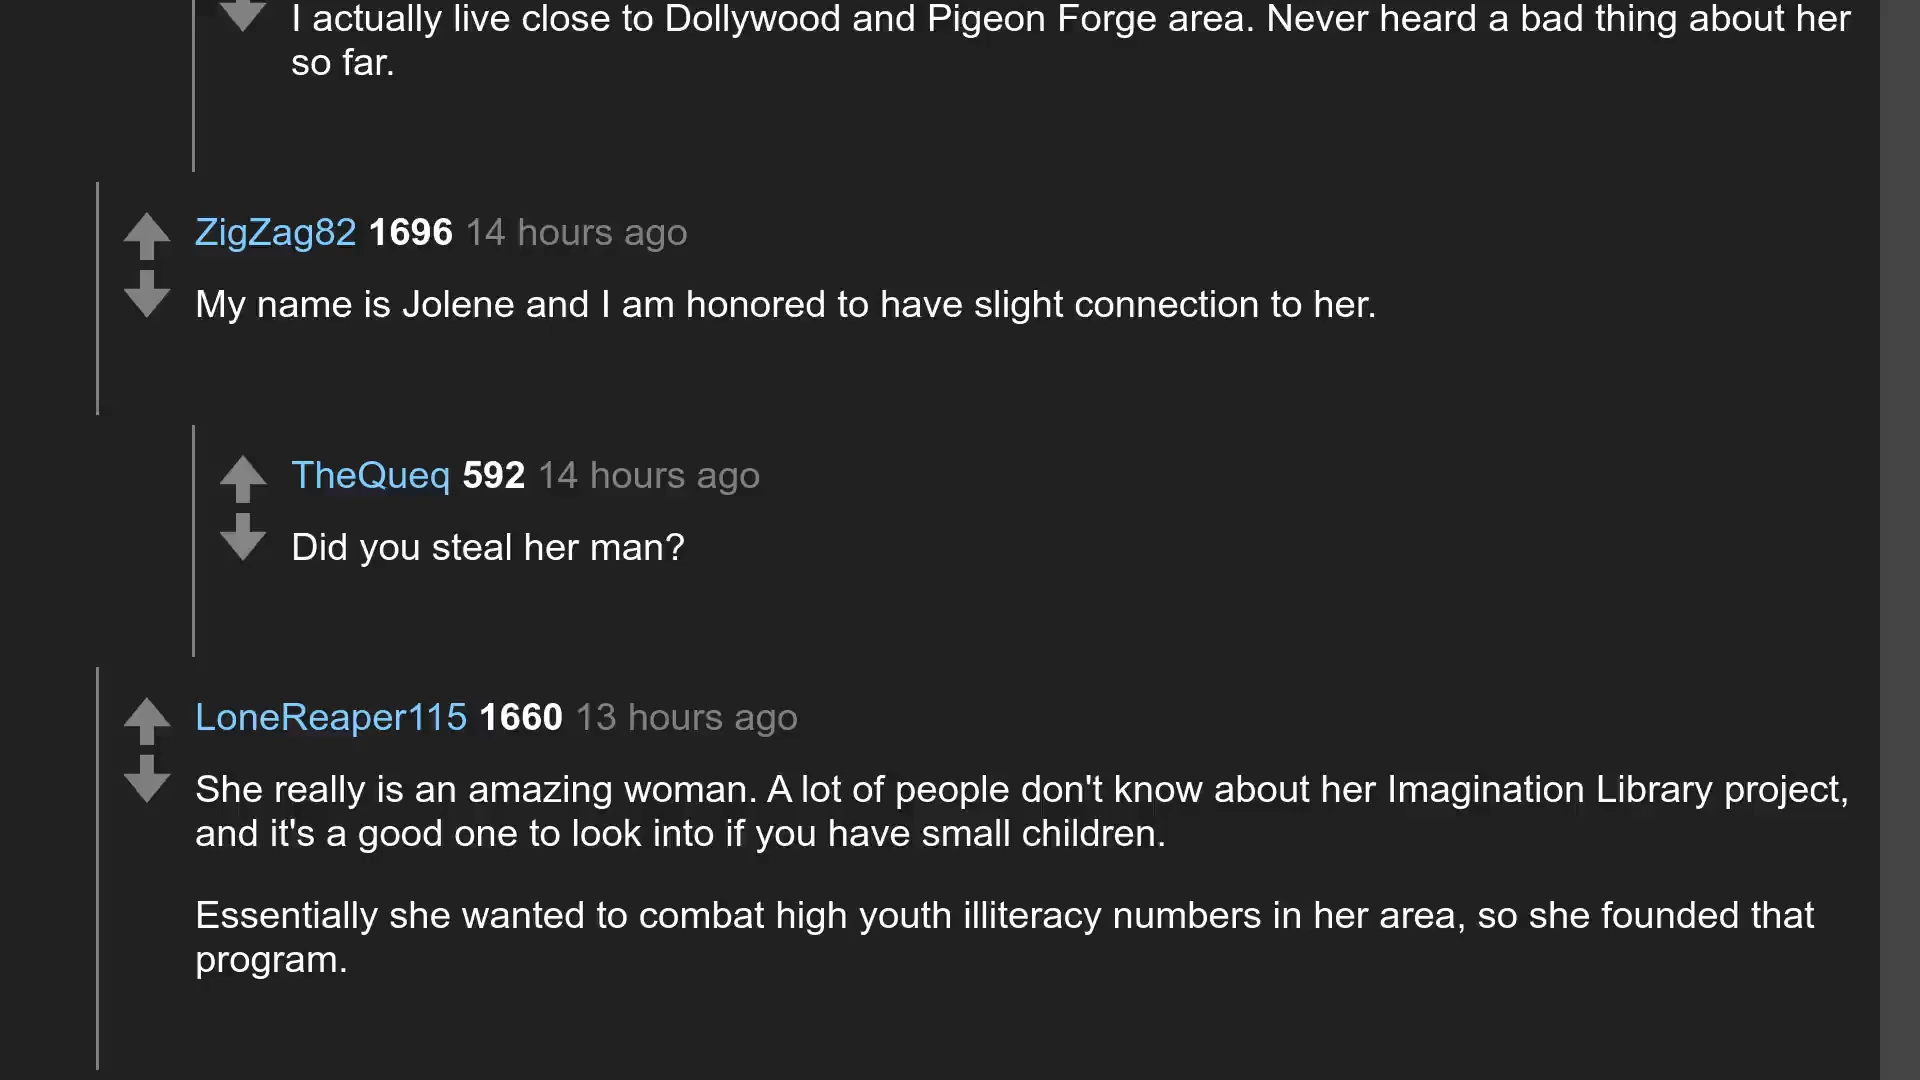 I actually live close to Dollywood and Pigeon Forge area. Never heard a bad thing about her
so far.
ZigZag82 1696 14 hours ago
My name is Jolene and I am honored to have slight connection to her.
TheQueq 592 14 hours ago
Did you steal her man?
LoneReaper115 1660 13 hours ago
She really is an amazing woman. A lot of people don't know about her Imagination Library project,
and it's a good one to look into if you have small children.
Essentially she wanted to combat high youth illiteracy numbers in her area, so she founded that
program.